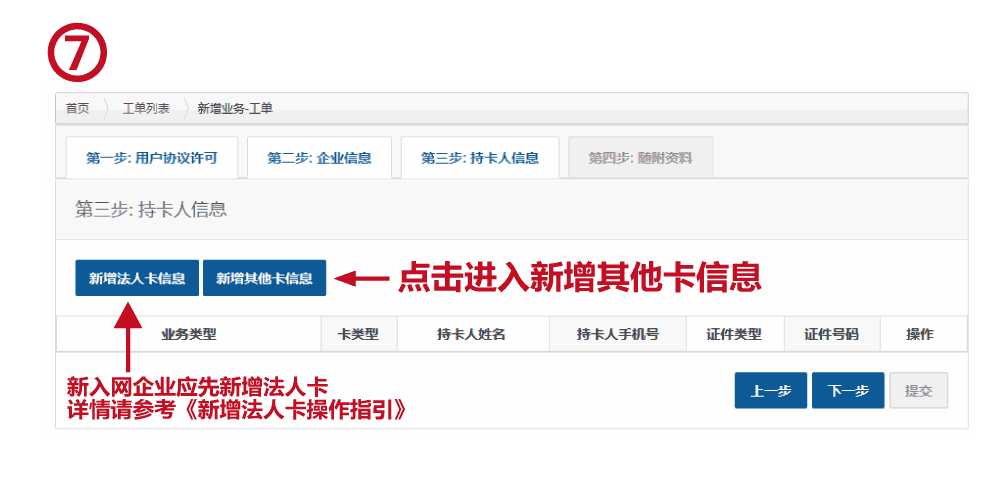 ⑦
首页 工单列表 新增业务-工单
第一步: 用户协议许可 第二步: 企业信息 第三步: 持卡人信息 第四步: 随附资料
第三步: 持卡人信息
新增法人卡信息 新增其他卡信息 点击进入新增其他卡信息
业务类型 卡类型 持卡人姓名 持卡人手机号 证件类型 证件号码 操作
新入网企业应先新增法人卡
详情请参考《新增法人卡操作指引》
上一步 下一步 提交